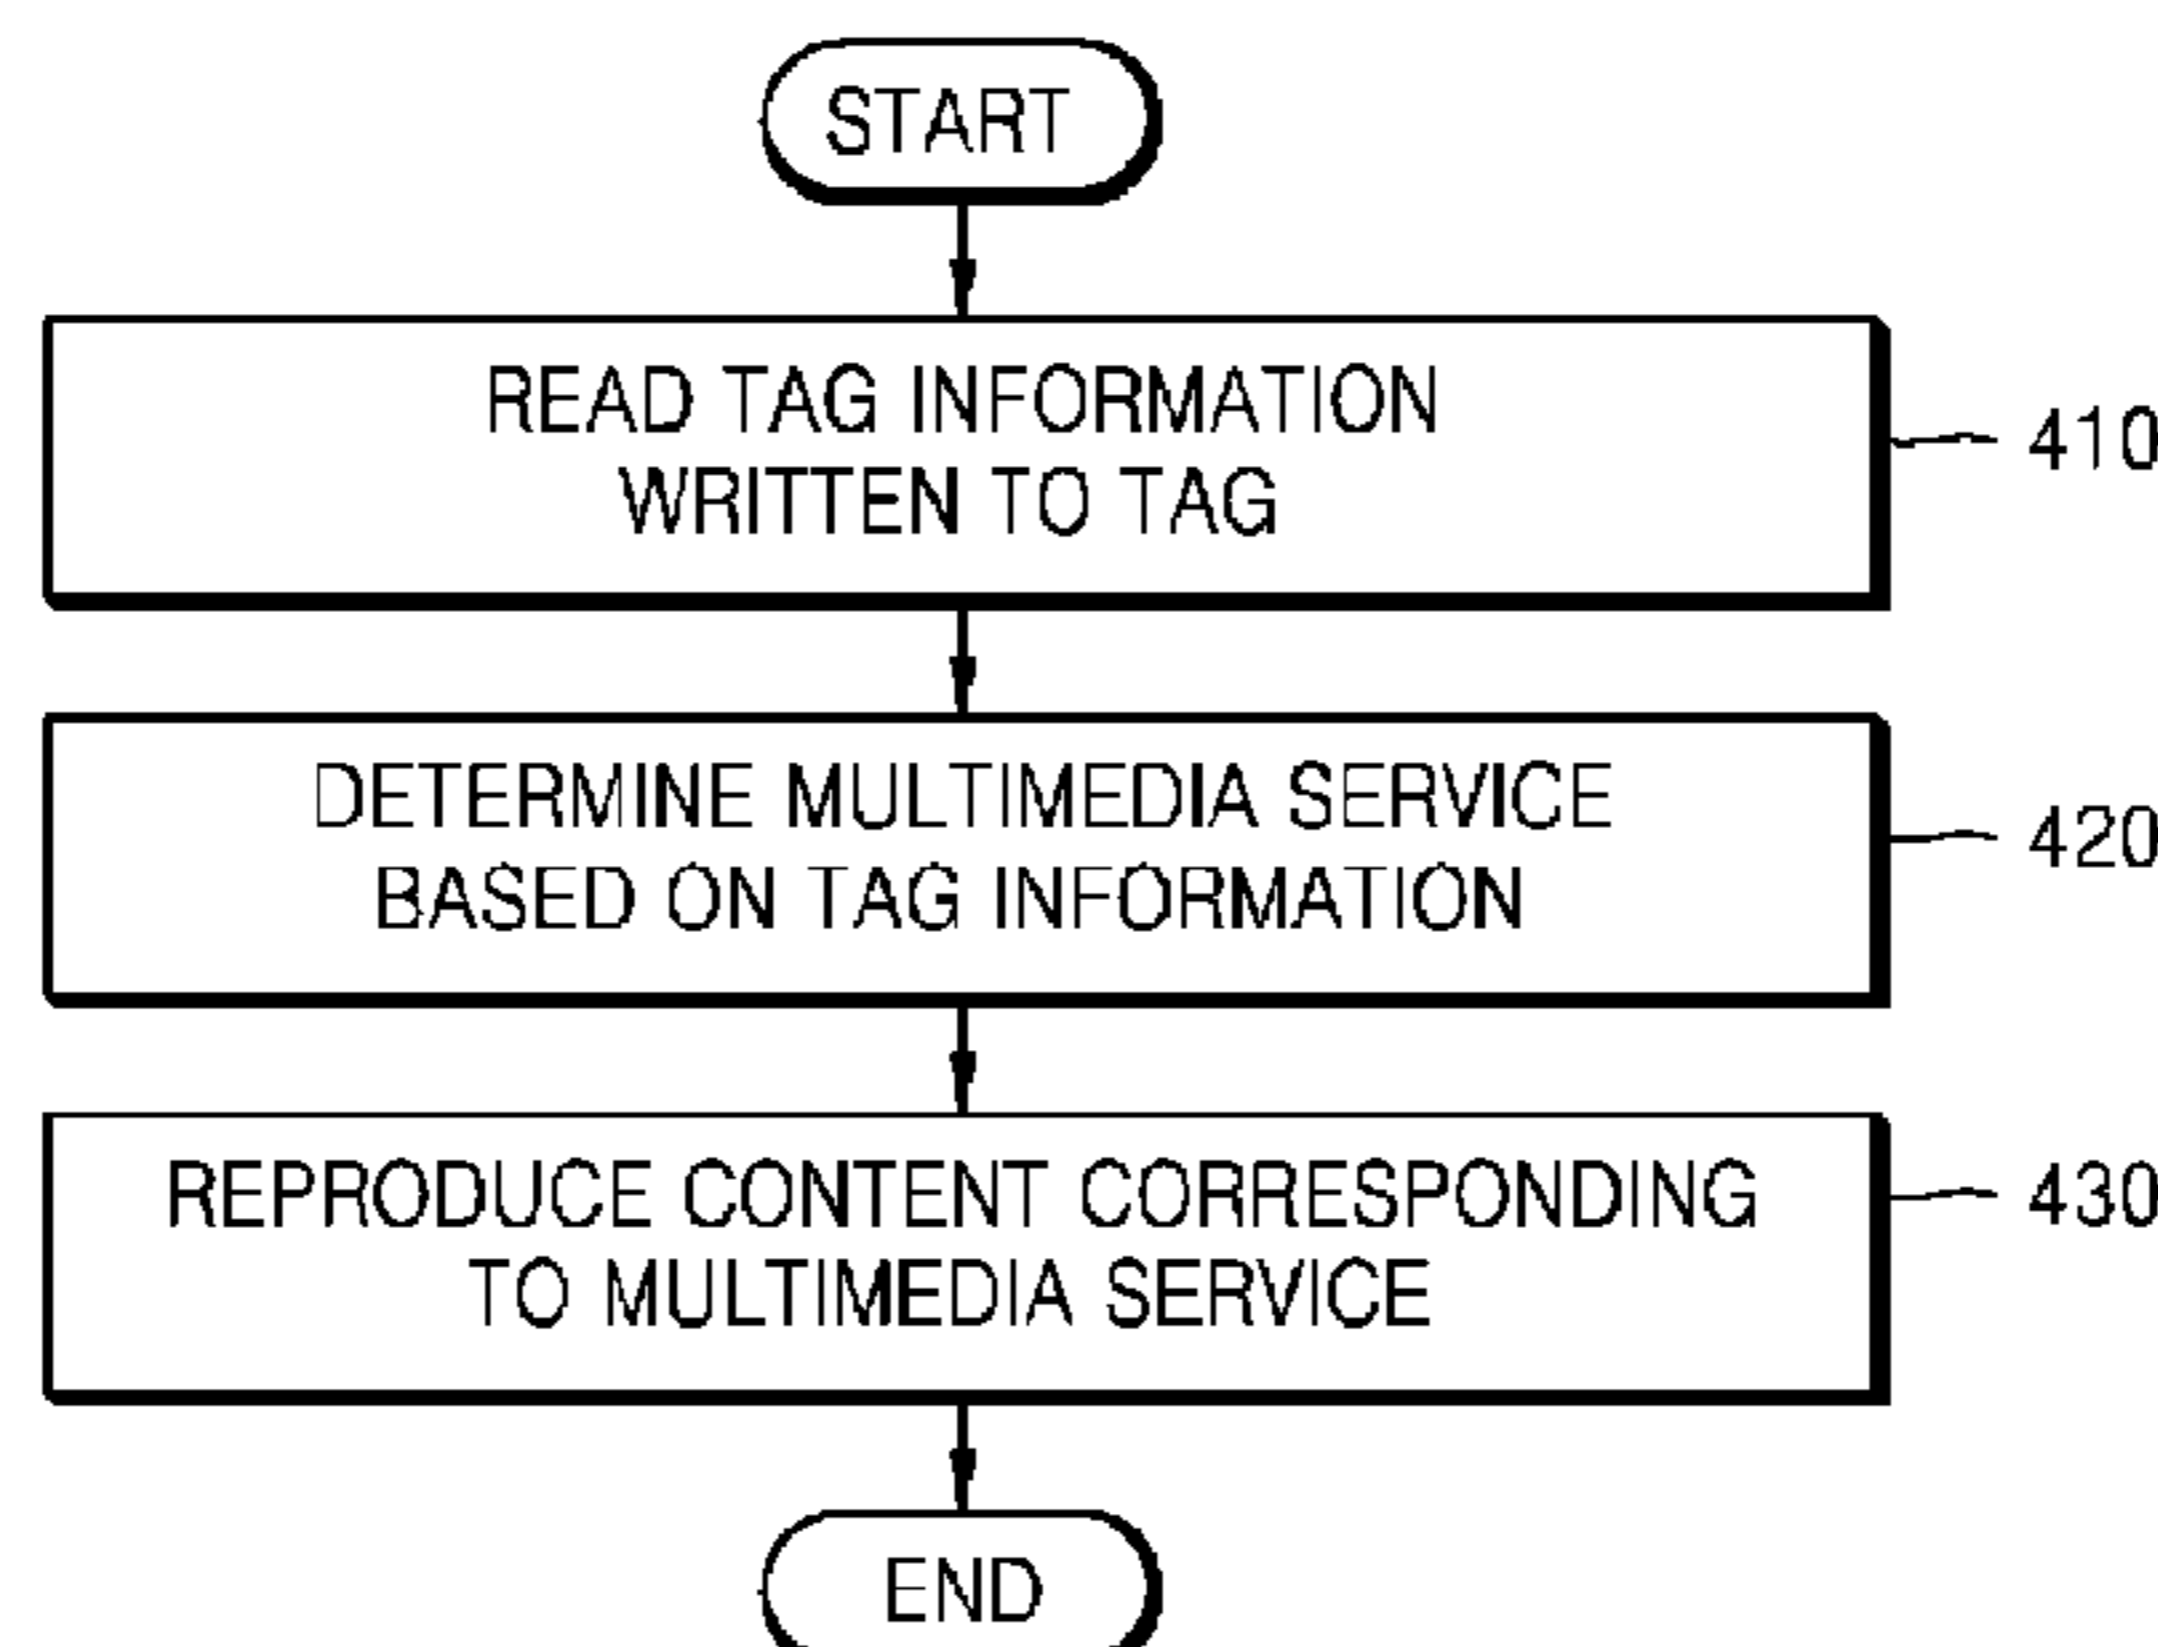 START
READ TAG INFORMATION
WRITTEN TO TAG
410
DETERMINE MULTIMEDIA SERVICE
BASED ON TAG INFORMATION
420
REPRODUCE CONTENT CORRESPONDING
TO MULTIMEDIA SERVICE
430
END